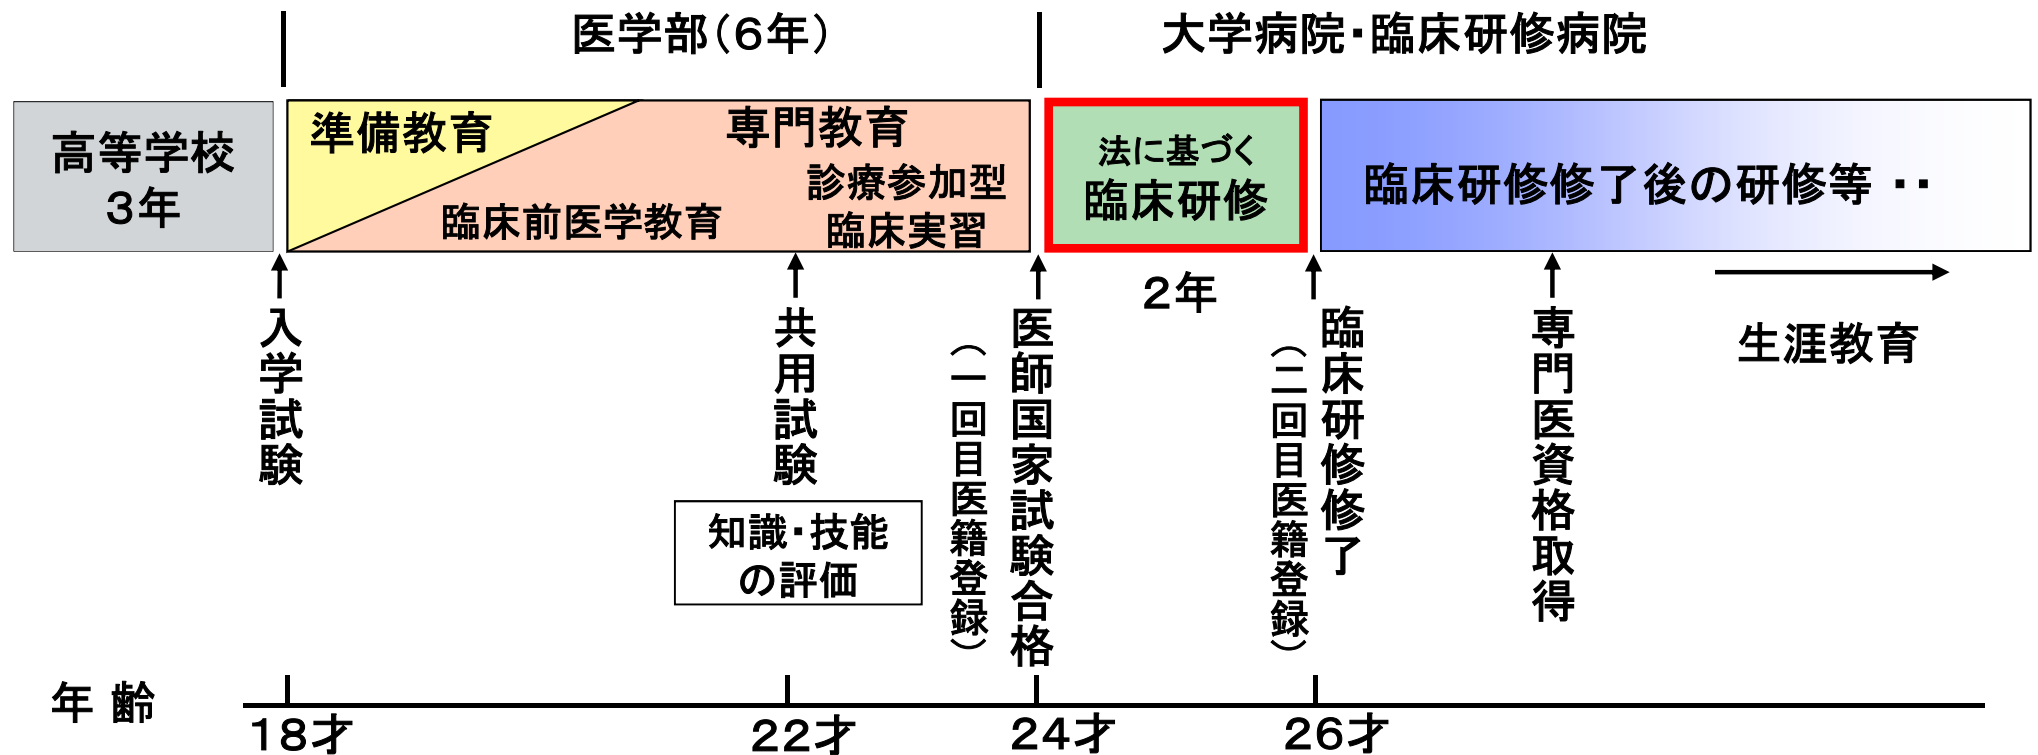 医学部(6年)
大学病院・臨床研修病院
高等学校
3年
準備教育
専門教育
診療参加型
臨床実習
臨床前医学教育
法に基づく
臨床研修
臨床研修修了後の研修等 ‥
2年
入学試験
共用試験
知識・技能
の評価
医師国家試験合格
(一回目医籍登録)
臨床研修修了
(二回目医籍登録)
専門医資格取得
生涯教育
年 齢
18才
22才
24才
26才